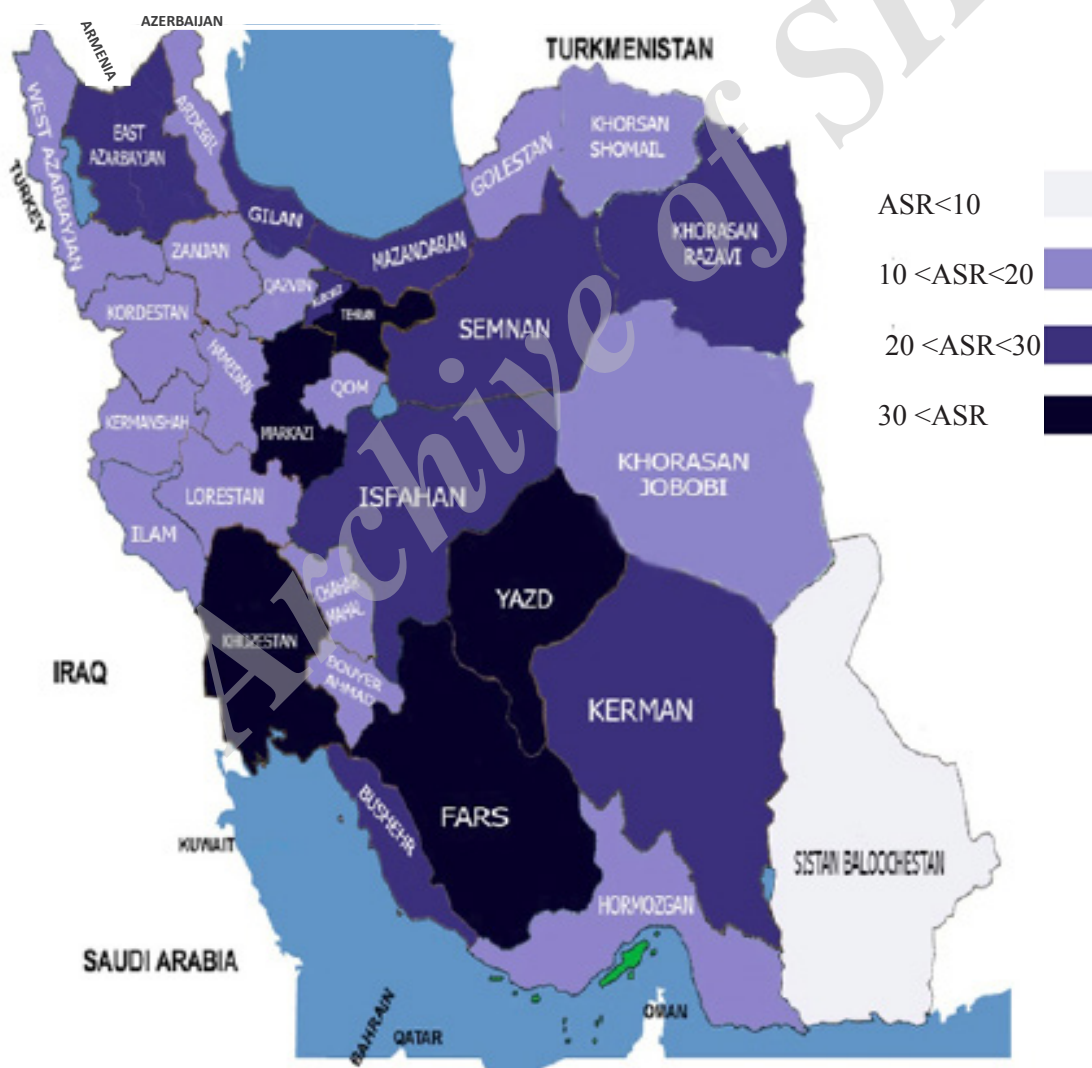 AZERBAIJAN
ARMENIA
TURKMENISTAN
WEST AZARBAYJAN
EAST
AZARBAYJAN
ARDEBIL
TURKEY
GILAN
MAZANDARAN
GOLESTAN
KHORSAN
SHOMAIL
KHORASAN
RAZAVI
ZANJAN
QAZVIN
TEHRAN
SEMNAN
KORDESTAN
HAMEDAN
QOM
KERMANSHAH
MARKAZI
KHORASAN
JOBOBI
LORESTAN
ISFAHAN
ILAM
CHAHAR
MAHAL
YAZD
KHUZESTAN
BOUYER
AHMAD
IRAQ
KERMAN
BUSHEHR
FARS
KUWAIT
SISTAN BALOOCHESTAN
HORMOZGAN
SAUDI ARABIA
BAHRAIN
QATAR
OMAN
ASR<10
10 <ASR<20
20 <ASR<30
30 <ASR
Archive of SI